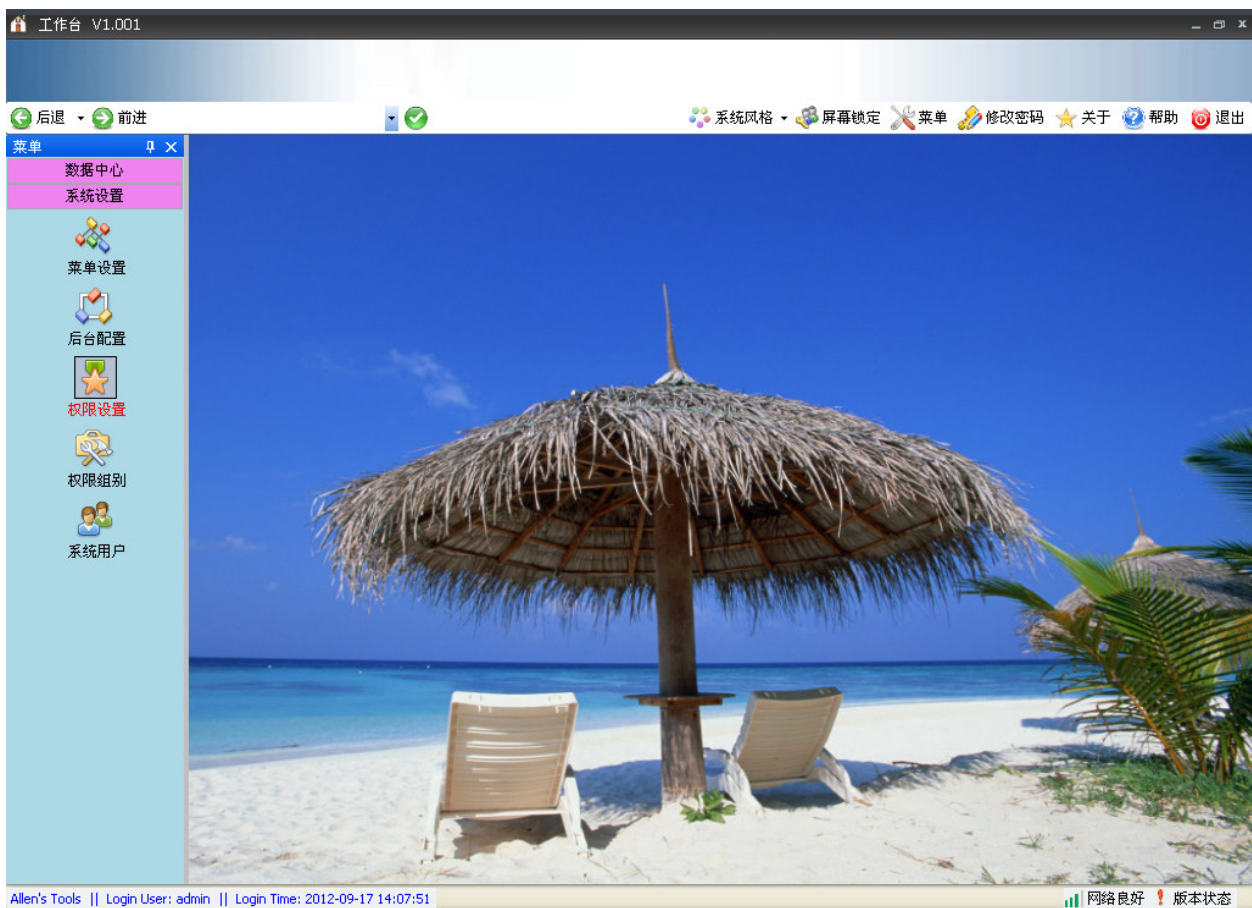 工作台 V1.001
后退 前进 系统风格 屏幕锁定 菜单 修改密码 关于 帮助 退出
菜单
数据中心
系统设置
菜单设置
后台配置
权限设置
权限组别
系统用户
Allen's Tools || Login User: admin || Login Time: 2012-09-17 14:07:51 网络良好 版本状态